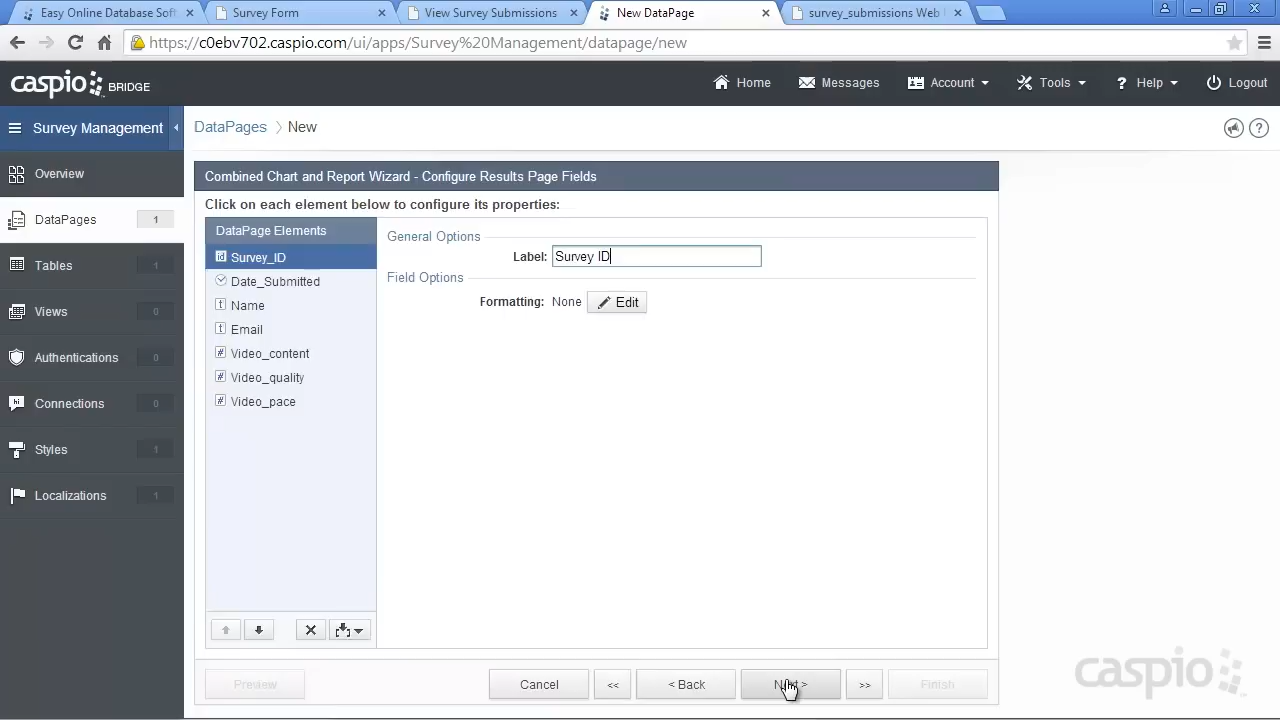 Easy Online Database Soft
Survey Form
View Survey Submissions
New DataPage
survey_submissions Web
https://c0ebv702.caspio.com/ui/apps/Survey%20Management/datapage/new
caspio BRIDGE
Home
Messages
Account
Tools
? Help
Logout
Survey Management
DataPages > New
?
Overview
DataPages 1
Tables 1
Views 0
Authentications 0
Connections 0
Styles 1
Localizations 1
Combined Chart and Report Wizard - Configure Results Page Fields
Click on each element below to configure its properties:
DataPage Elements
Survey_ID
Date_Submitted
Name
Email
Video_content
Video_quality
Video_pace
General Options
Label: Survey ID
Field Options
Formatting: None Edit
Preview
Cancel
<<
< Back
Next >
>>
Finish
caspio